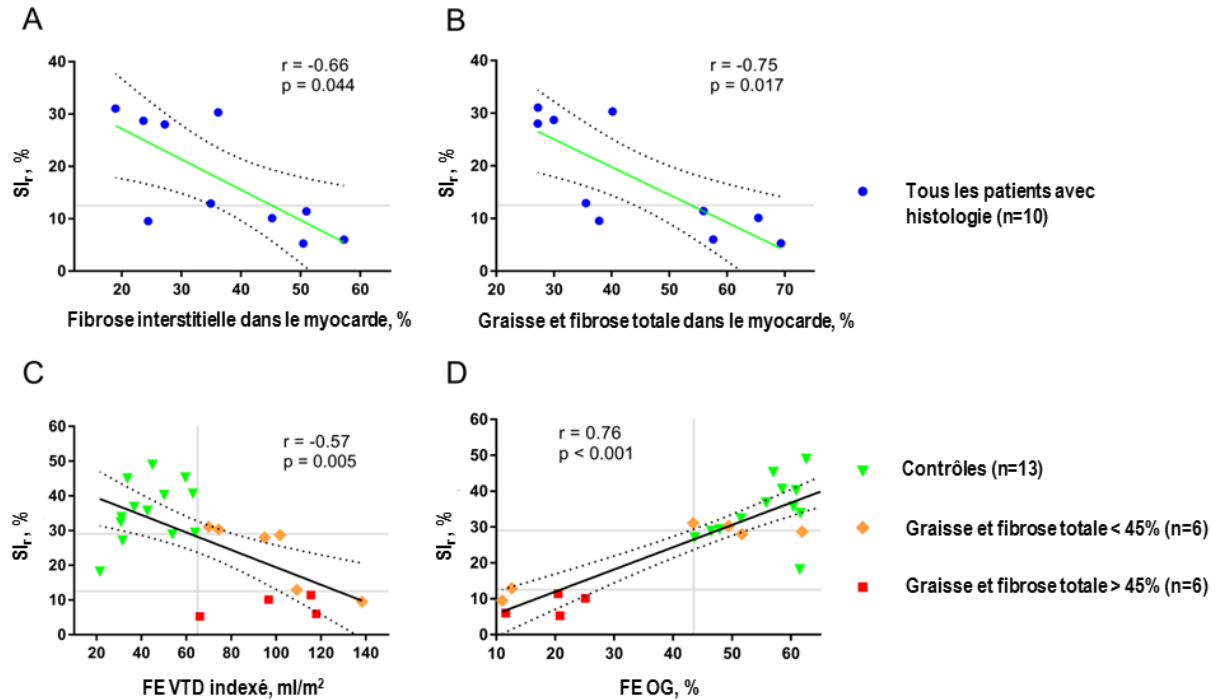 A
B
r = -0.66
p = 0.044
r = -0.75
p = 0.017
40
30
20
10
0
SIr, %
20 30 40 50 60
Fibrose interstitielle dans le myocarde, %
40
30
20
10
0
SIr, %
20 30 40 50 60 70
Graisse et fibrose totale dans le myocarde, %
Tous les patients avec
histologie (n=10)
C
D
r = -0.57
p = 0.005
r = 0.76
p < 0.001
60
50
40
30
20
10
0
SIr, %
20 40 60 80 100 120 140
FE VTD indexé, ml/m²
60
50
40
30
20
10
0
SIr, %
10 20 30 40 50 60
FE OG, %
Contrôles (n=13)
Graisse et fibrose totale < 45% (n=6)
Graisse et fibrose totale > 45% (n=6)